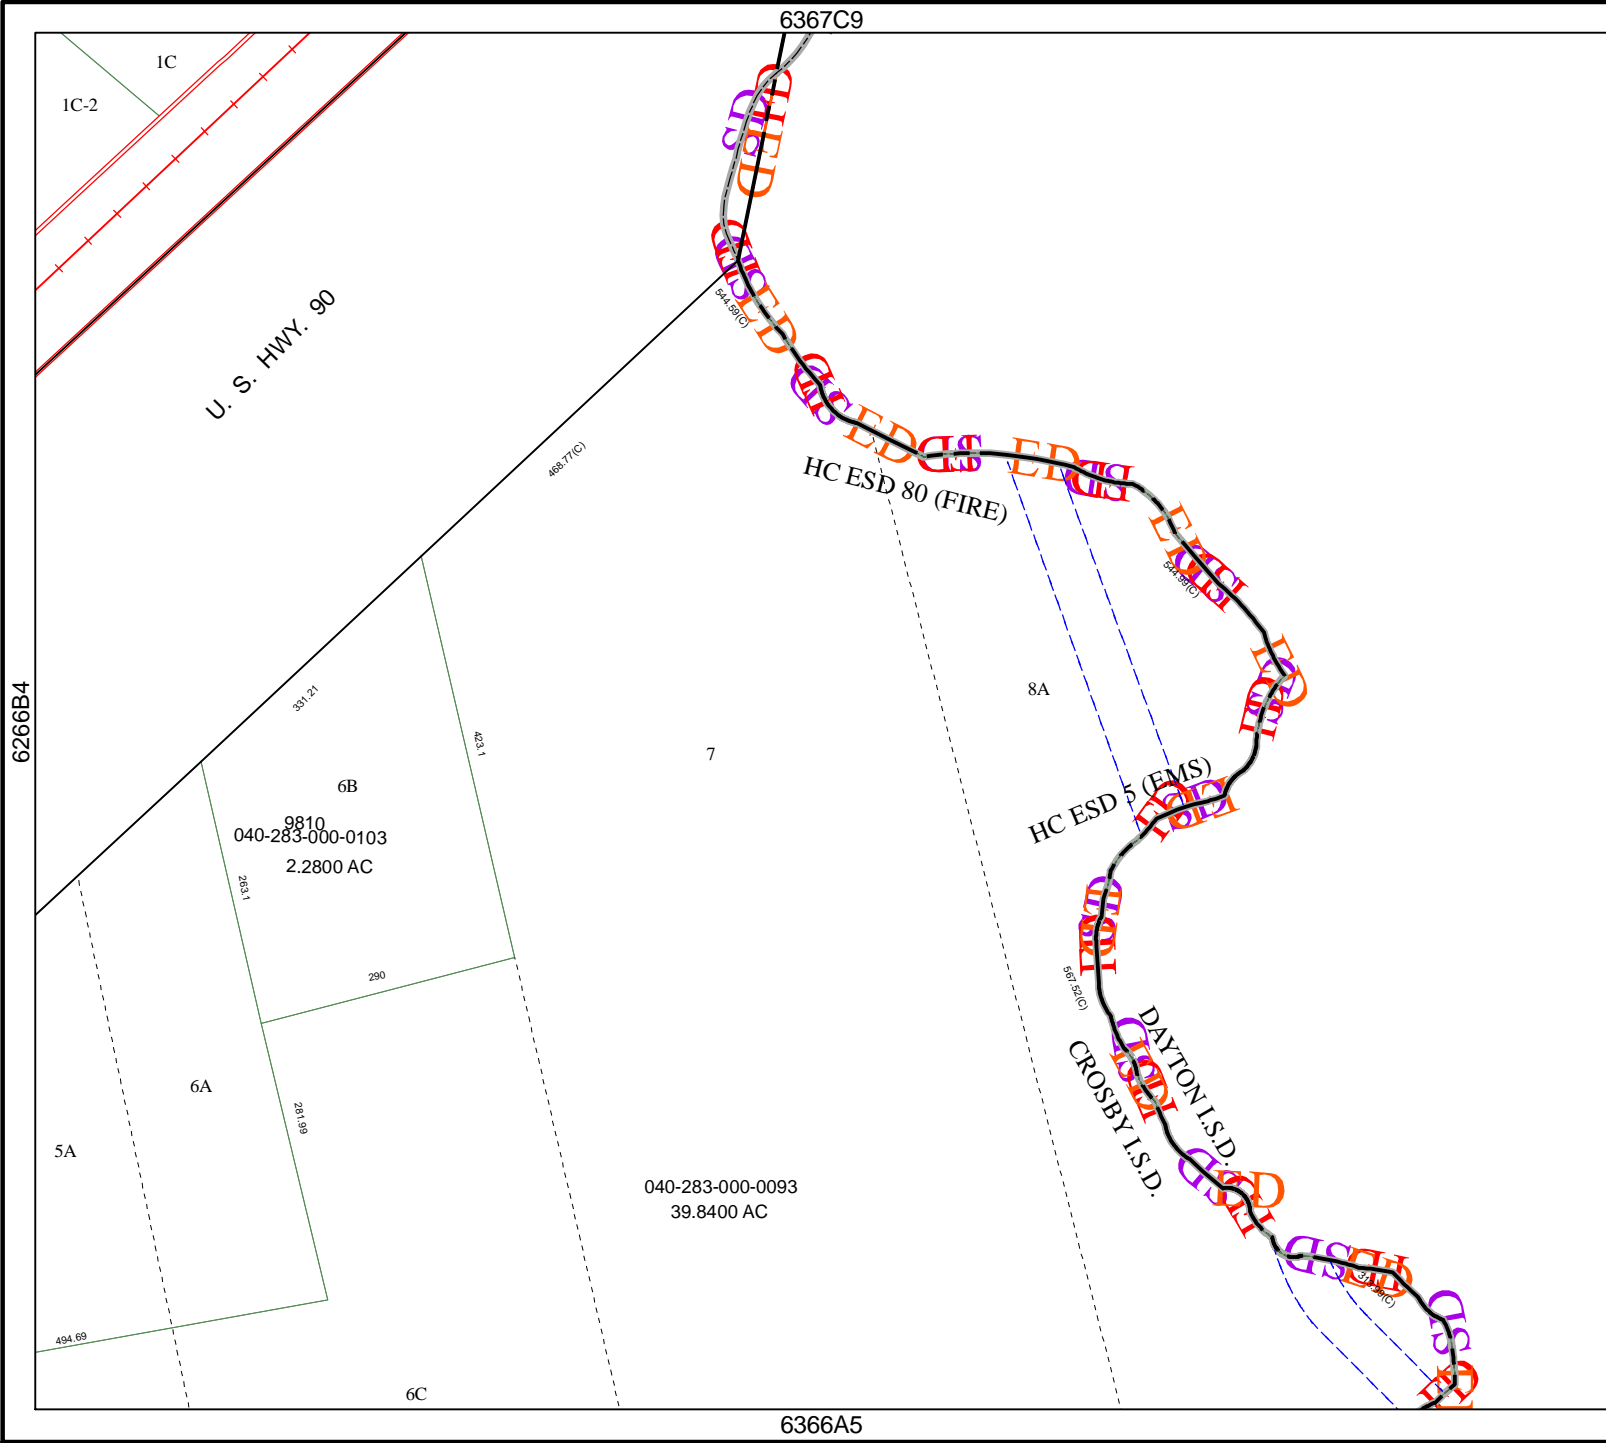 6367C9
1C
1C-2
U. S. HWY. 90
544.59(C)
468.77(C)
HC ESD 80 (FIRE)
544.99(C)
331.21
423.1
6266B4
8A
7
6B
9810
040-283-000-0103
2.2800 AC
HC ESD 5 (EMS)
263.1
290
567.52(C)
DAYTON I.S.D.
CROSBY I.S.D.
6A
281.99
5A
040-283-000-0093
39.8400 AC
494.69
6C
6366A5